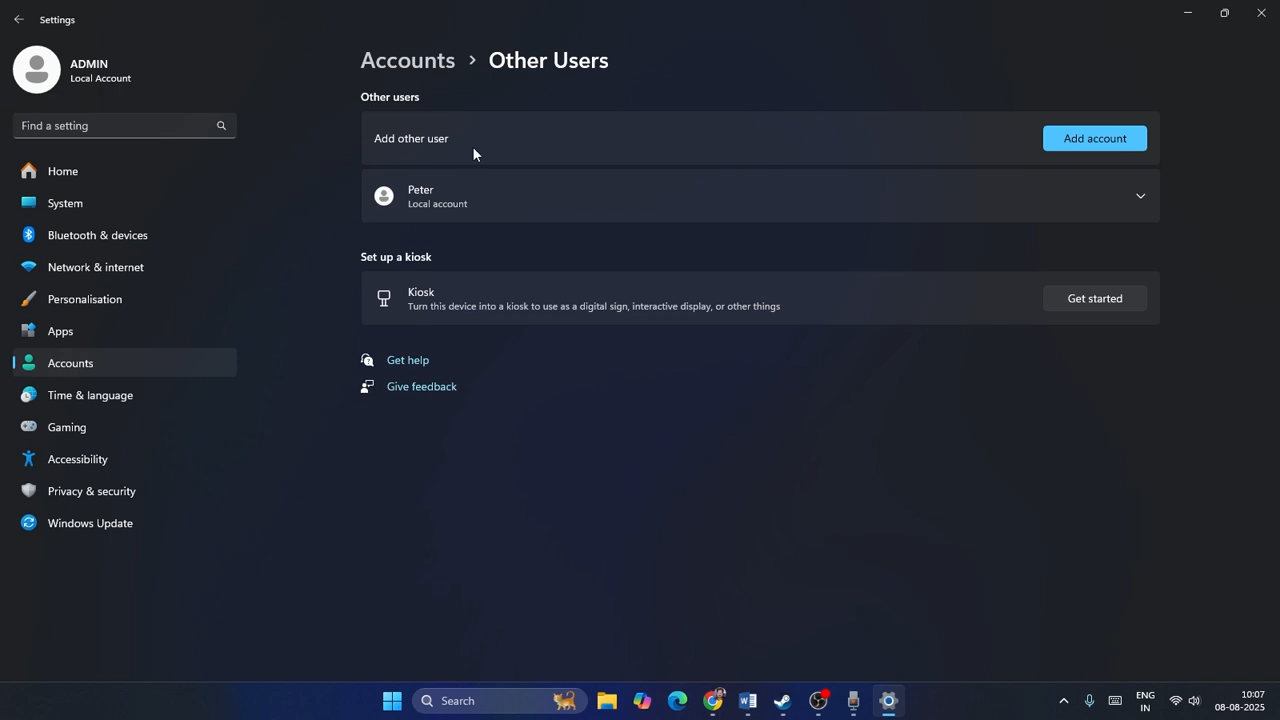 Settings
ADMIN
Local Account
Find a setting
Home
System
Bluetooth & devices
Network & internet
Personalisation
Apps
Accounts
Time & language
Gaming
Accessibility
Privacy & security
Windows Update
Accounts > Other Users
Other users
Add other user
Add account
Peter
Local account
Set up a kiosk
Kiosk
Turn this device into a kiosk to use as a digital sign, interactive display, or other things
Get started
Get help
Give feedback
Search
ENG
IN
10:07
08-08-2025